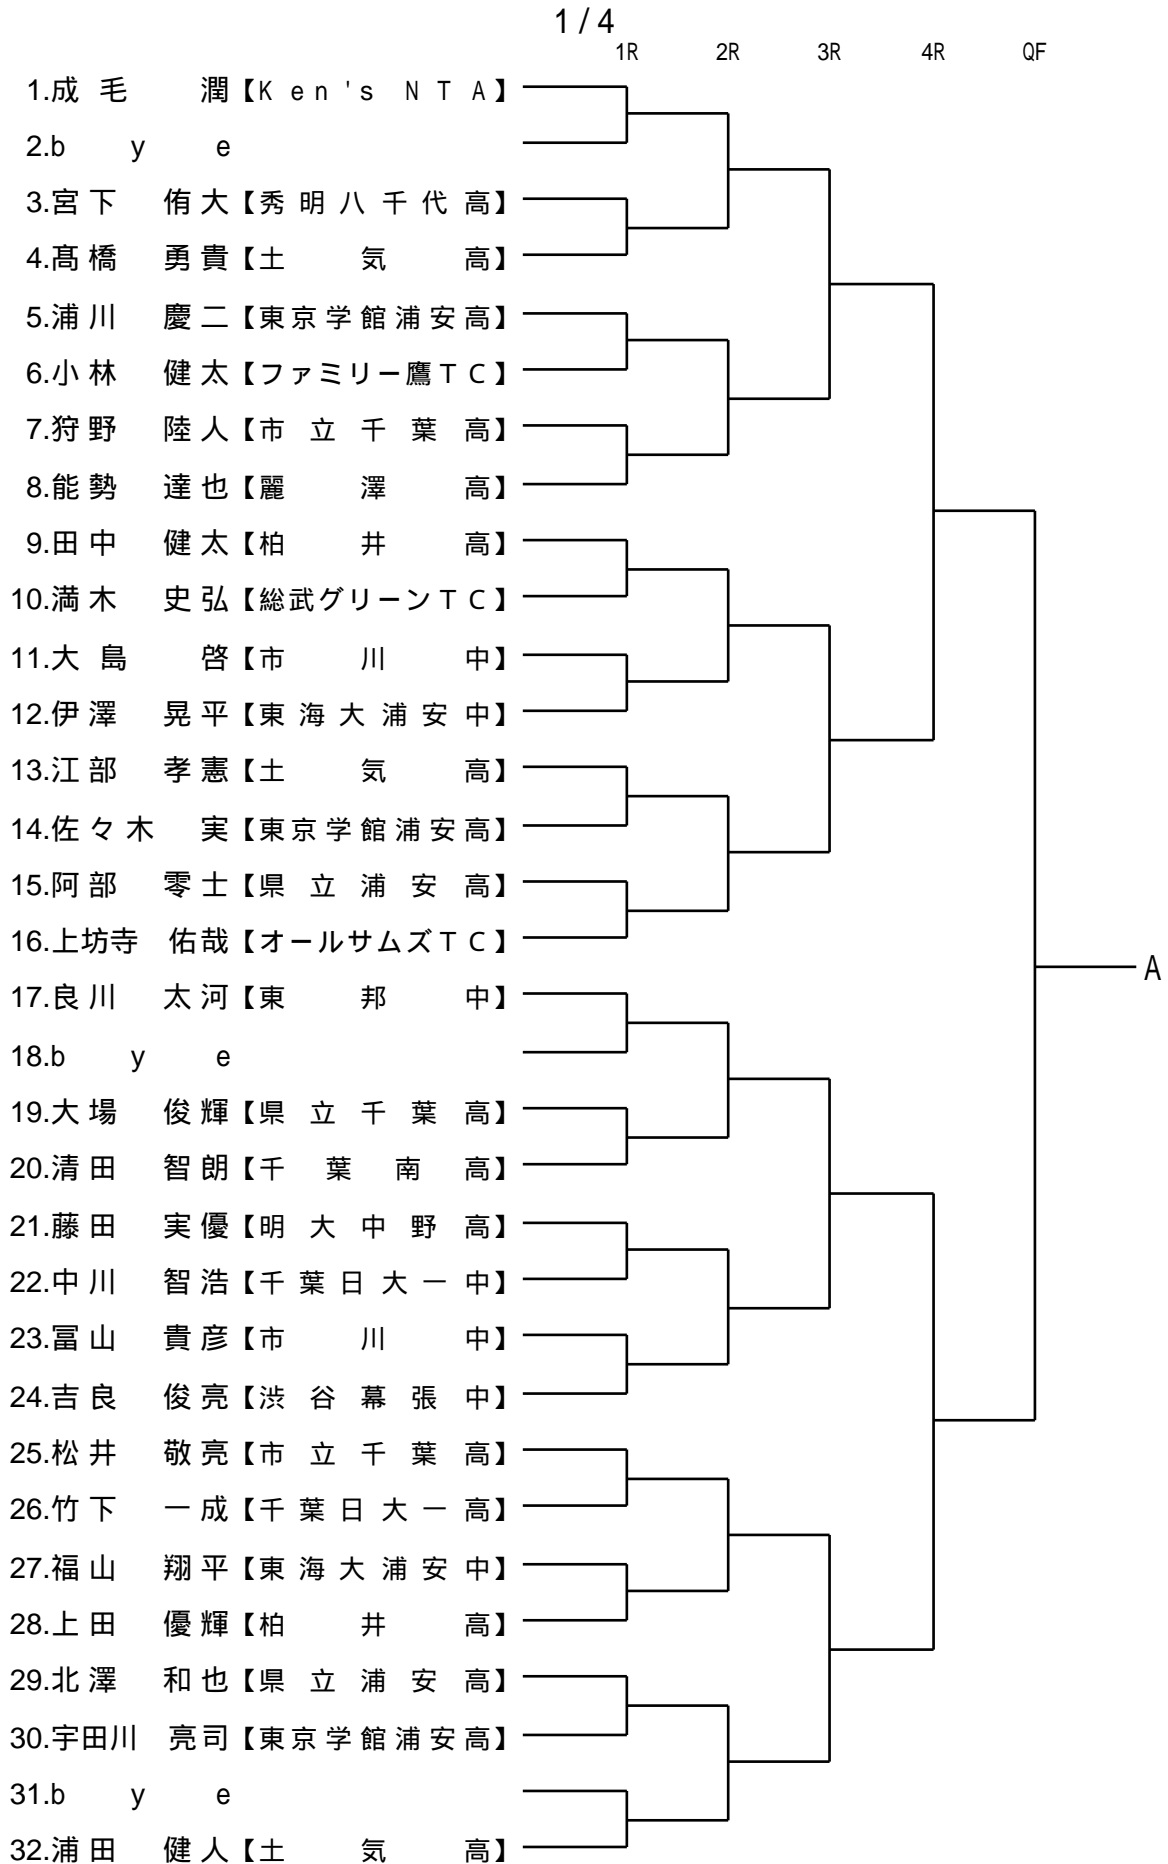 1 / 4
1R 2R 3R 4R QF
1.成毛 潤【Ken's NTA】
2.bye
3.宮下 侑大【秀明八千代高】
4.髙橋 勇貴【土気高】
5.浦川 慶二【東京学館浦安高】
6.小林 健太【ファミリー鷹TC】
7.狩野 陸人【市立千葉高】
8.能勢 達也【麗澤高】
9.田中 健太【柏井高】
10.満木 史弘【総武グリーンTC】
11.大島 啓【市川中】
12.伊澤 晃平【東海大浦安中】
13.江部 孝憲【土気高】
14.佐々木 実【東京学館浦安高】
15.阿部 零士【県立浦安高】
16.上坊寺 佑哉【オールサムズTC】
A
17.良川 太河【東邦中】
18.bye
19.大場 俊輝【県立千葉高】
20.清田 智朗【千葉南高】
21.藤田 実優【明大中野高】
22.中川 智浩【千葉日大一中】
23.冨山 貴彦【市川中】
24.吉良 俊亮【渋谷幕張中】
25.松井 敬亮【市立千葉高】
26.竹下 一成【千葉日大一高】
27.福山 翔平【東海大浦安中】
28.上田 優輝【柏井高】
29.北澤 和也【県立浦安高】
30.宇田川 亮司【東京学館浦安高】
31.bye
32.浦田 健人【土気高】